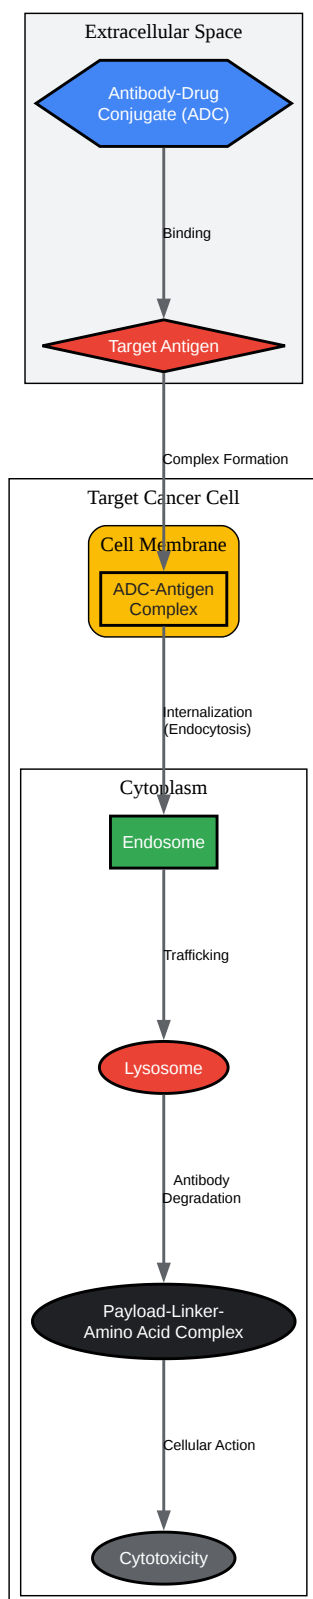 Extracellular Space
Antibody-Drug
Conjugate (ADC)
Binding
Target Antigen
Complex Formation
Target Cancer Cell
Cell Membrane
ADC-Antigen
Complex
Internalization
(Endocytosis)
Cytoplasm
Endosome
Trafficking
Lysosome
Antibody
Degradation
Payload-Linker-
Amino Acid Complex
Cellular Action
Cytotoxicity